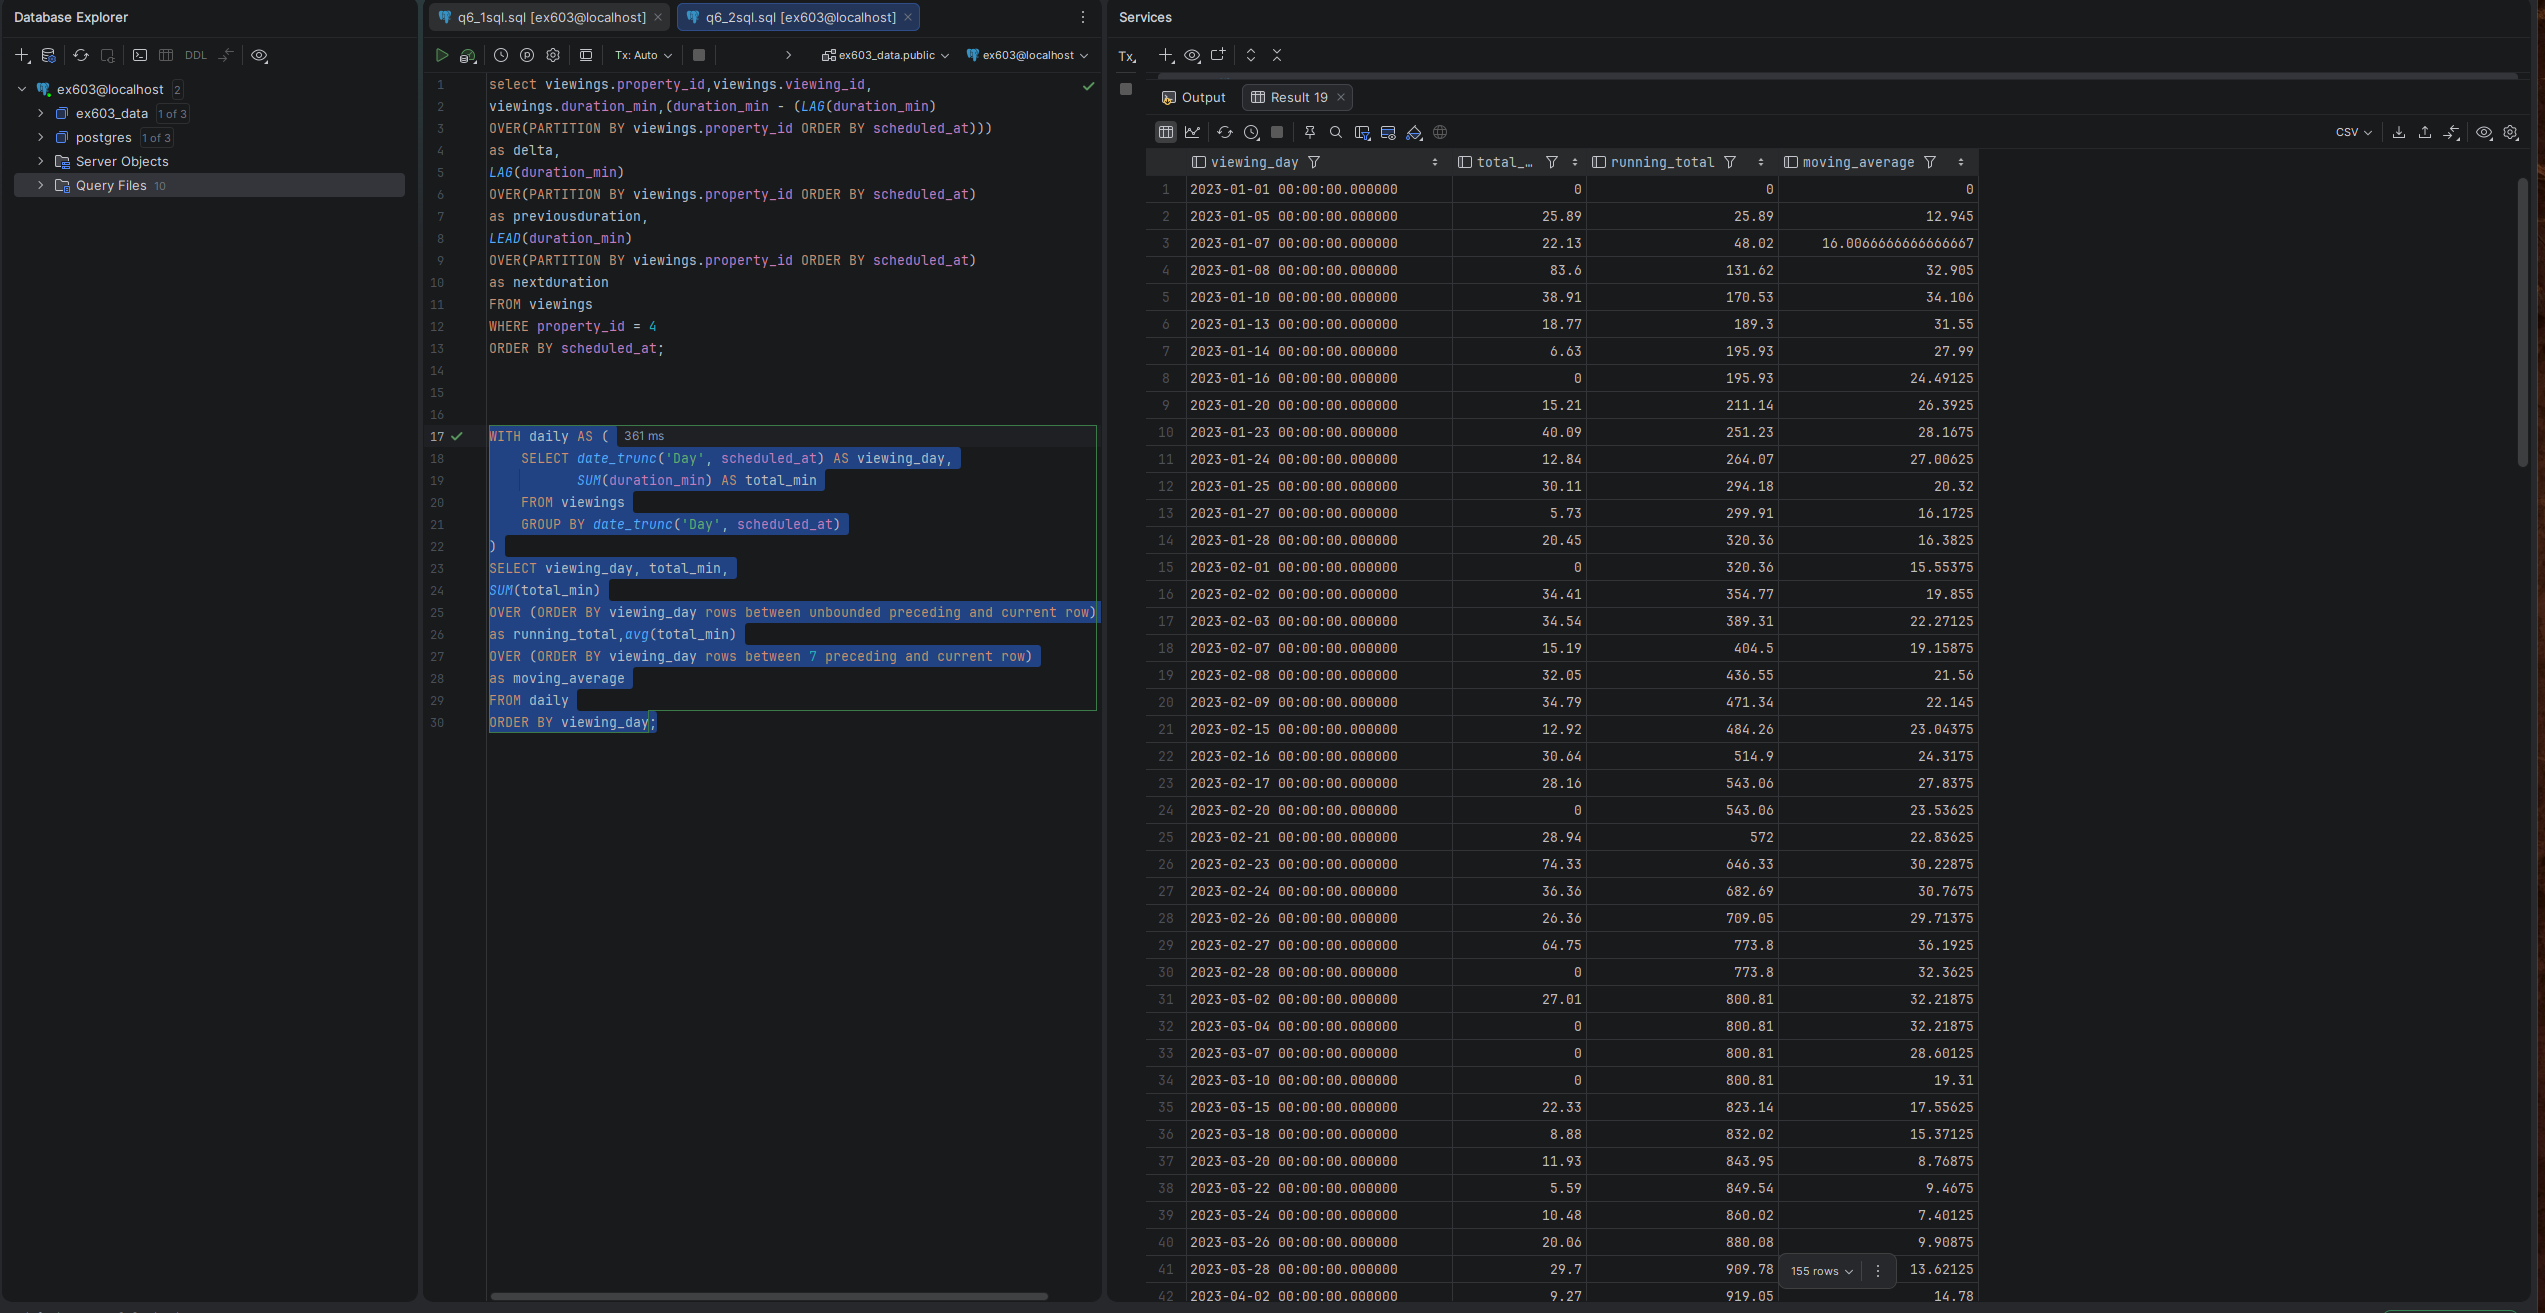 Database Explorer
DDL
ex603@localhost 2
ex603_data 1 of 3
postgres 1 of 3
Server Objects
Query Files 10
q6_1sql.sql [ex603@localhost]
q6_2sql.sql [ex603@localhost]
Tx: Auto
ex603_data.public
ex603@localhost
1 select viewings.property_id,viewings.viewing_id,
2 viewings.duration_min,(duration_min - (LAG(duration_min)
3 OVER(PARTITION BY viewings.property_id ORDER BY scheduled_at)))
4 as delta,
5 LAG(duration_min)
6 OVER(PARTITION BY viewings.property_id ORDER BY scheduled_at)
7 as previousduration,
8 LEAD(duration_min)
9 OVER(PARTITION BY viewings.property_id ORDER BY scheduled_at)
10 as nextduration
11 FROM viewings
12 WHERE property_id = 4
13 ORDER BY scheduled_at;
14
15
16
17 WITH daily AS ( 361 ms
18 SELECT date_trunc('Day', scheduled_at) AS viewing_day,
19 SUM(duration_min) AS total_min
20 FROM viewings
21 GROUP BY date_trunc('Day', scheduled_at)
22 )
23 SELECT viewing_day, total_min,
24 SUM(total_min)
25 OVER (ORDER BY viewing_day rows between unbounded preceding and current row)
26 as running_total,avg(total_min)
27 OVER (ORDER BY viewing_day rows between 7 preceding and current row)
28 as moving_average
29 FROM daily
30 ORDER BY viewing_day;
Services
Tx
Output
Result 19
CSV
viewing_day total_… running_total moving_average
1 2023-01-01 00:00:00.000000 0 0 0
2 2023-01-05 00:00:00.000000 25.89 25.89 12.945
3 2023-01-07 00:00:00.000000 22.13 48.02 16.0066666666666667
4 2023-01-08 00:00:00.000000 83.6 131.62 32.905
5 2023-01-10 00:00:00.000000 38.91 170.53 34.106
6 2023-01-13 00:00:00.000000 18.77 189.3 31.55
7 2023-01-14 00:00:00.000000 6.63 195.93 27.99
8 2023-01-16 00:00:00.000000 0 195.93 24.49125
9 2023-01-20 00:00:00.000000 15.21 211.14 26.3925
10 2023-01-23 00:00:00.000000 40.09 251.23 28.1675
11 2023-01-24 00:00:00.000000 12.84 264.07 27.00625
12 2023-01-25 00:00:00.000000 30.11 294.18 20.32
13 2023-01-27 00:00:00.000000 5.73 299.91 16.1725
14 2023-01-28 00:00:00.000000 20.45 320.36 16.3825
15 2023-02-01 00:00:00.000000 0 320.36 15.55375
16 2023-02-02 00:00:00.000000 34.41 354.77 19.855
17 2023-02-03 00:00:00.000000 34.54 389.31 22.27125
18 2023-02-07 00:00:00.000000 15.19 404.5 19.15875
19 2023-02-08 00:00:00.000000 32.05 436.55 21.56
20 2023-02-09 00:00:00.000000 34.79 471.34 22.145
21 2023-02-15 00:00:00.000000 12.92 484.26 23.04375
22 2023-02-16 00:00:00.000000 30.64 514.9 24.3175
23 2023-02-17 00:00:00.000000 28.16 543.06 27.8375
24 2023-02-20 00:00:00.000000 0 543.06 23.53625
25 2023-02-21 00:00:00.000000 28.94 572 22.83625
26 2023-02-23 00:00:00.000000 74.33 646.33 30.22875
27 2023-02-24 00:00:00.000000 36.36 682.69 30.7675
28 2023-02-26 00:00:00.000000 26.36 709.05 29.71375
29 2023-02-27 00:00:00.000000 64.75 773.8 36.1925
30 2023-02-28 00:00:00.000000 0 773.8 32.3625
31 2023-03-02 00:00:00.000000 27.01 800.81 32.21875
32 2023-03-04 00:00:00.000000 0 800.81 32.21875
33 2023-03-07 00:00:00.000000 0 800.81 28.60125
34 2023-03-10 00:00:00.000000 0 800.81 19.31
35 2023-03-15 00:00:00.000000 22.33 823.14 17.55625
36 2023-03-18 00:00:00.000000 8.88 832.02 15.37125
37 2023-03-20 00:00:00.000000 11.93 843.95 8.76875
38 2023-03-22 00:00:00.000000 5.59 849.54 9.4675
39 2023-03-24 00:00:00.000000 10.48 860.02 7.40125
40 2023-03-26 00:00:00.000000 20.06 880.08 9.90875
41 2023-03-28 00:00:00.000000 29.7 909.78 13.62125
42 2023-04-02 00:00:00.000000 9.27 919.05 14.78
155 rows